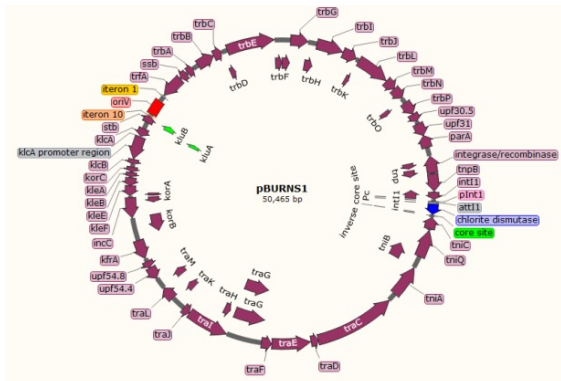 trbG
trbI
trbJ
trbL
trbM
trbN
trbP
upf30.5
upf31
parA
integrase/recombinase
tnpB
intI1
pInt1
attI1
chlorite dismutase
core site
tniC
tniQ
tniA
traC
traD
traE
traF
traI
traJ
traL
upf54.4
upf54.8
kfrA
incC
kleF
kleE
kleB
kleA
korC
klcB
klcA promoter region
klcA
stb
iteron 10
oriV
iteron 1
trfA
ssb
trbA
trbB
trbC
trbE
trbD
trbF
trbH
trbK
trbO
dun
intI1
Pc
inverse core site
tniB
traG
traG
traH
traK
traM
korB
korA
kluB
kluA
pBURNS1
50,465 bp